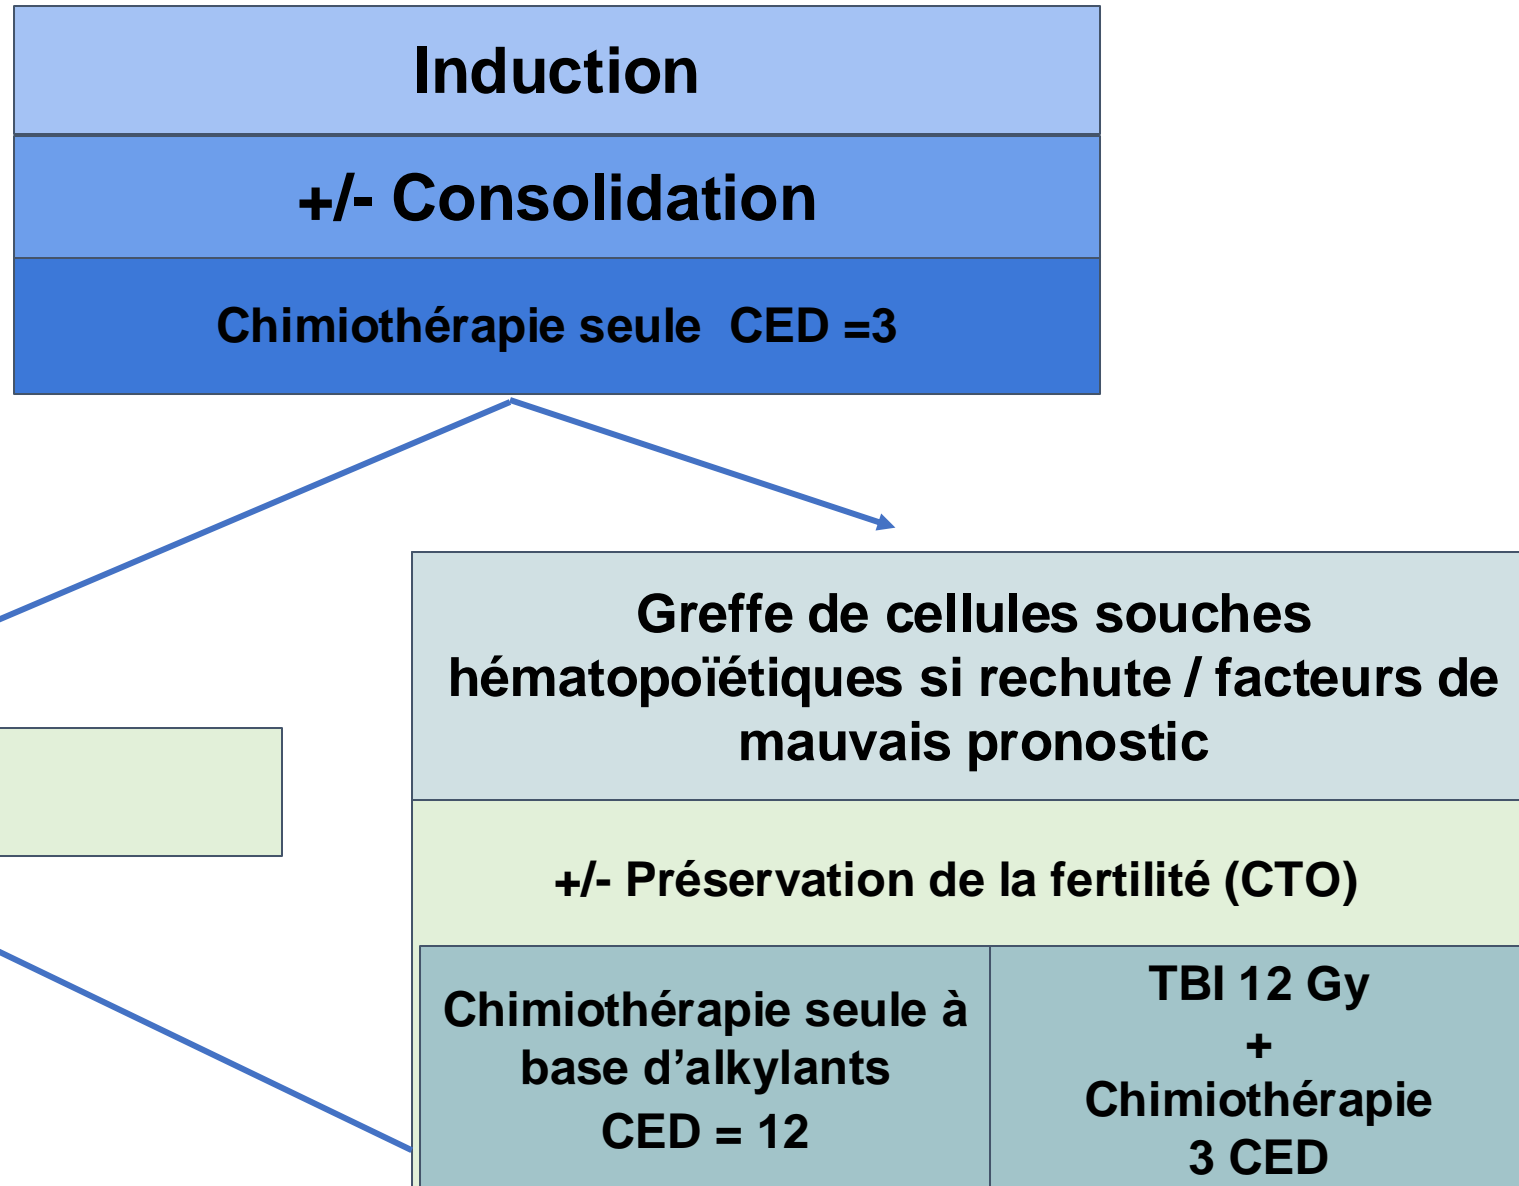 Induction
+/- Consolidation
Chimiothérapie seule  CED =3
Greffe de cellules souches
hématopoïétiques si rechute / facteurs de
mauvais pronostic
+/- Préservation de la fertilité (CTO)
Chimiothérapie seule à
base d’alkylants
CED = 12
TBI 12 Gy
+
Chimiothérapie
3 CED